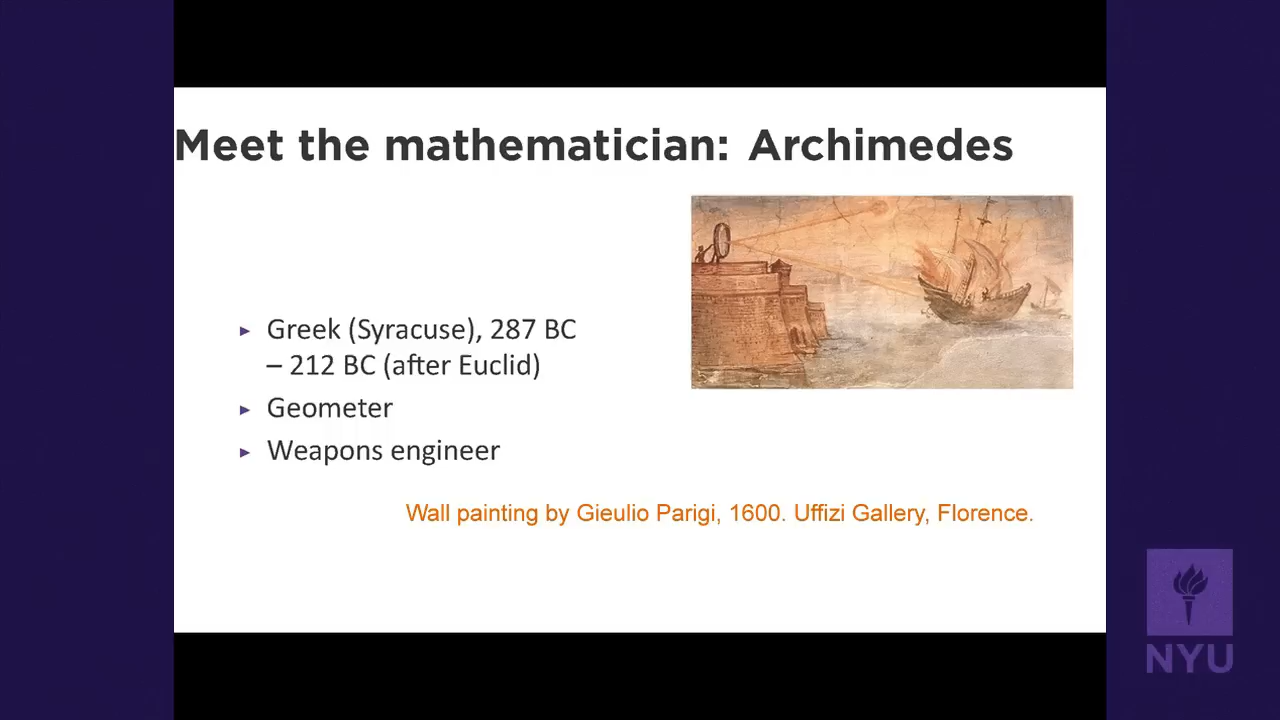 Meet the mathematician: Archimedes
► Greek (Syracuse), 287 BC
– 212 BC (after Euclid)
► Geometer
► Weapons engineer
Wall painting by Gieulio Parigi, 1600. Uffizi Gallery, Florence.
NYU